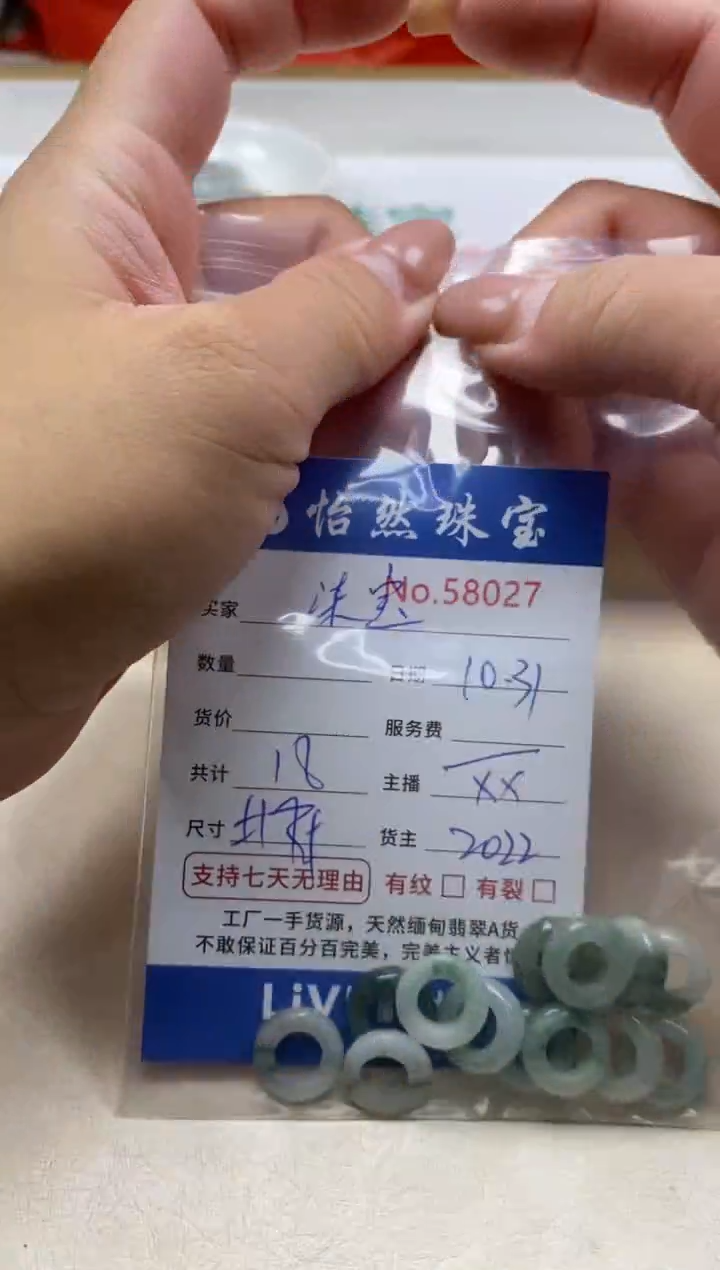 怡然珠宝
No.58027
买家
数量 日期 10.31
货价 服务费
共计 18 主播 XX
尺寸 货主 2022
支持七天无理由 有纹 有裂
工厂一手货源，天然缅甸翡翠A货
不敢保证百分百完美，完美主义者
LiV